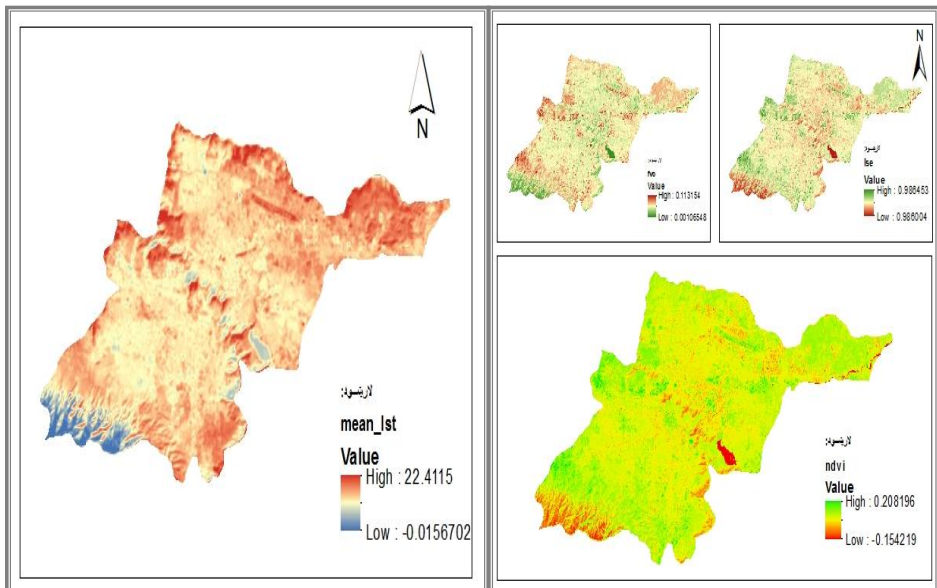 N
mean_lst
Value
High : 22.4115
Low : -0.0156702
Value
High : 0.113154
Low : 0.00106548
N
lse
Value
High : 0.986453
Low : 0.986004
ndvi
Value
High : 0.208196
Low : -0.154219